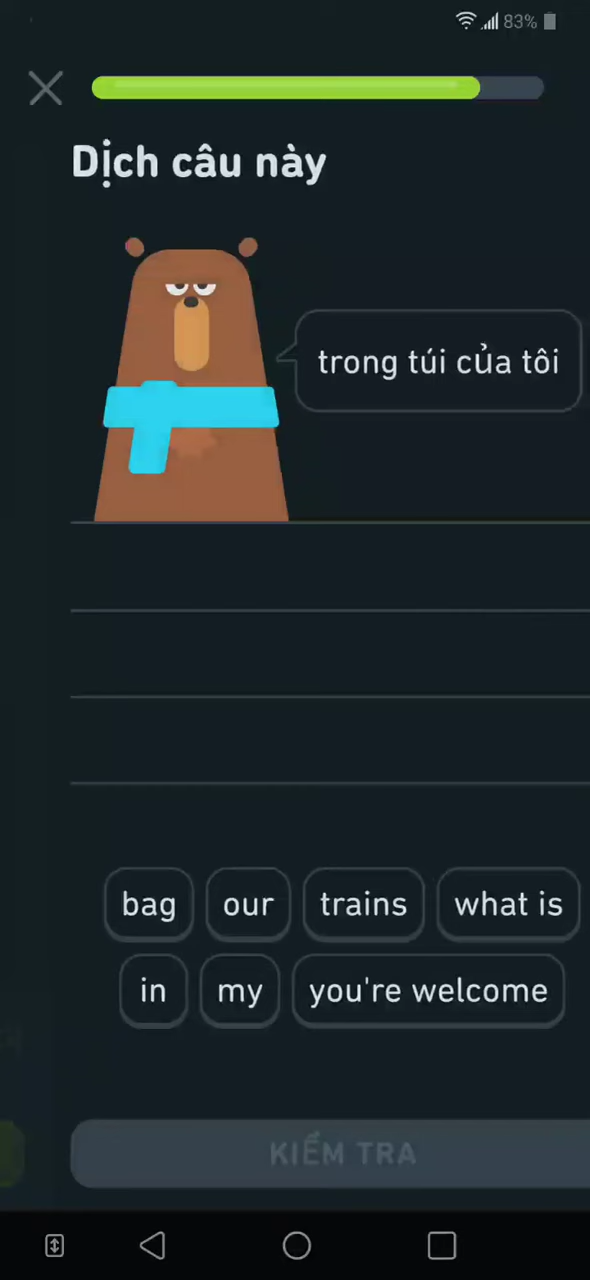 83%
Dịch câu này
trong túi của tôi
bag our trains what is
in my you're welcome
KIỂM TRA